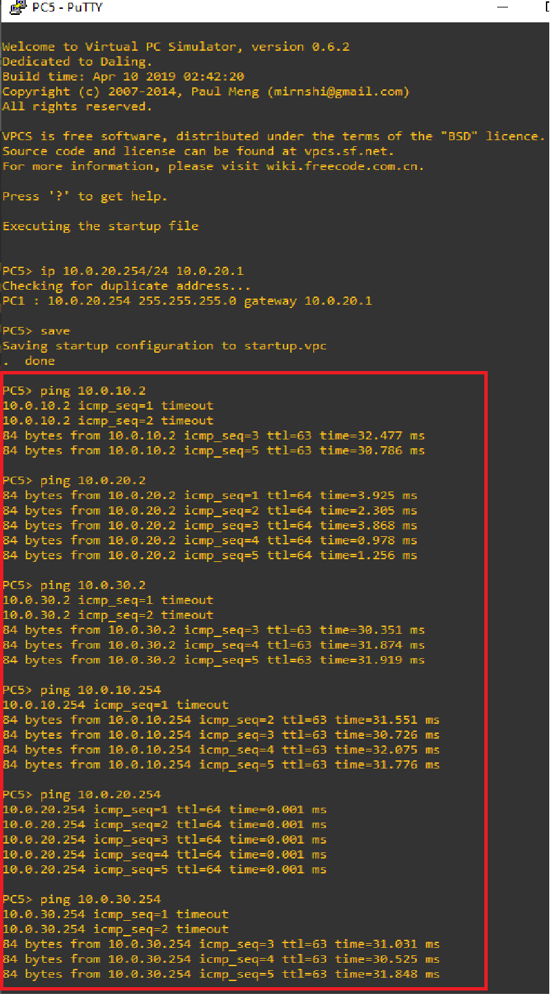 PC5 - PuTTY
Welcome to Virtual PC Simulator, version 0.6.2
Dedicated to Daling.
Build time: Apr 10 2019 02:42:20
Copyright (c) 2007-2014, Paul Meng (mirnshi@gmail.com)
All rights reserved.
VPCS is free software, distributed under the terms of the "BSD" licence.
Source code and license can be found at vpcs.sf.net.
For more information, please visit wiki.freecode.com.cn.
Press '?' to get help.
Executing the startup file
PC5> ip 10.0.20.254/24 10.0.20.1
Checking for duplicate address...
PC1 : 10.0.20.254 255.255.255.0 gateway 10.0.20.1
PC5> save
Saving startup configuration to startup.vpc
.  done
PC5> ping 10.0.10.2
10.0.10.2 icmp_seq=1 timeout
10.0.10.2 icmp_seq=2 timeout
84 bytes from 10.0.10.2 icmp_seq=3 ttl=63 time=32.477 ms
84 bytes from 10.0.10.2 icmp_seq=5 ttl=63 time=30.786 ms
PC5> ping 10.0.20.2
84 bytes from 10.0.20.2 icmp_seq=1 ttl=64 time=3.925 ms
84 bytes from 10.0.20.2 icmp_seq=2 ttl=64 time=2.305 ms
84 bytes from 10.0.20.2 icmp_seq=3 ttl=64 time=3.868 ms
84 bytes from 10.0.20.2 icmp_seq=4 ttl=64 time=0.978 ms
84 bytes from 10.0.20.2 icmp_seq=5 ttl=64 time=1.256 ms
PC5> ping 10.0.30.2
10.0.30.2 icmp_seq=1 timeout
10.0.30.2 icmp_seq=2 timeout
84 bytes from 10.0.30.2 icmp_seq=3 ttl=63 time=30.351 ms
84 bytes from 10.0.30.2 icmp_seq=4 ttl=63 time=31.874 ms
84 bytes from 10.0.30.2 icmp_seq=5 ttl=63 time=31.919 ms
PC5> ping 10.0.10.254
10.0.10.254 icmp_seq=1 timeout
84 bytes from 10.0.10.254 icmp_seq=2 ttl=63 time=31.551 ms
84 bytes from 10.0.10.254 icmp_seq=3 ttl=63 time=30.726 ms
84 bytes from 10.0.10.254 icmp_seq=4 ttl=63 time=32.075 ms
84 bytes from 10.0.10.254 icmp_seq=5 ttl=63 time=31.776 ms
PC5> ping 10.0.20.254
10.0.20.254 icmp_seq=1 ttl=64 time=0.001 ms
10.0.20.254 icmp_seq=2 ttl=64 time=0.001 ms
10.0.20.254 icmp_seq=3 ttl=64 time=0.001 ms
10.0.20.254 icmp_seq=4 ttl=64 time=0.001 ms
10.0.20.254 icmp_seq=5 ttl=64 time=0.001 ms
PC5> ping 10.0.30.254
10.0.30.254 icmp_seq=1 timeout
10.0.30.254 icmp_seq=2 timeout
84 bytes from 10.0.30.254 icmp_seq=3 ttl=63 time=31.031 ms
84 bytes from 10.0.30.254 icmp_seq=4 ttl=63 time=30.525 ms
84 bytes from 10.0.30.254 icmp_seq=5 ttl=63 time=31.848 ms